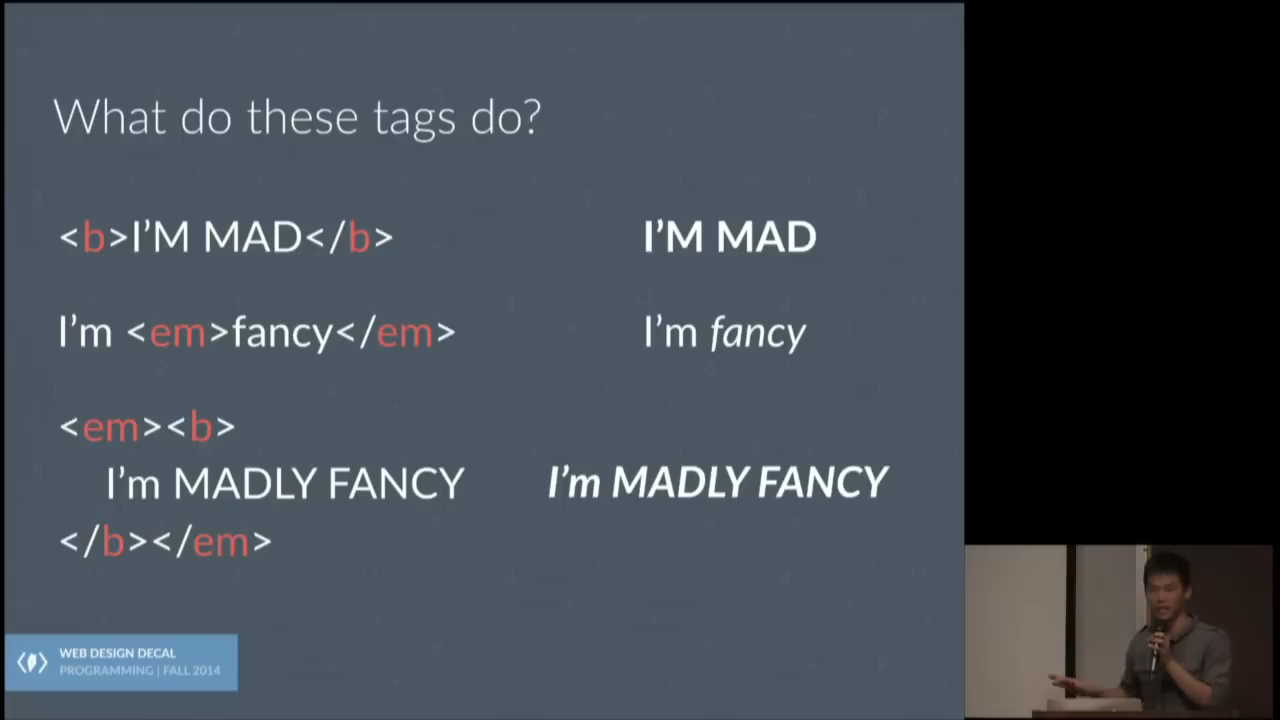 What do these tags do?
<b>I’M MAD</b> I’M MAD
I’m <em>fancy</em> I’m fancy
<em><b>
I’m MADLY FANCY I’m MADLY FANCY
</b></em>
WEB DESIGN DECAL
PROGRAMMING | FALL 2014